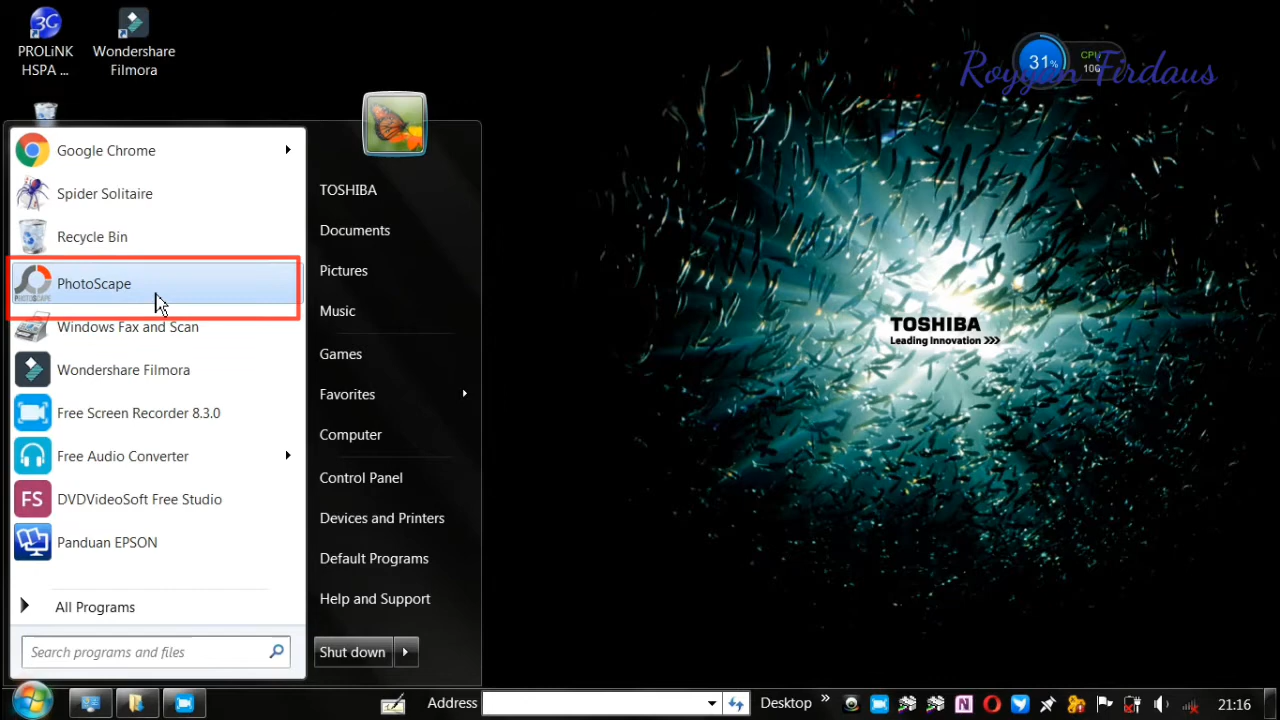 PROLiNK
HSPA ...
Wondershare
Filmora
31%
CPU
100
Royyan Firdaus
Google Chrome
Spider Solitaire
Recycle Bin
PhotoScape
PHOTOSCAPE
Windows Fax and Scan
Wondershare Filmora
Free Screen Recorder 8.3.0
Free Audio Converter
FS
DVDVideoSoft Free Studio
Panduan EPSON
All Programs
Search programs and files
TOSHIBA
Documents
Pictures
Music
Games
Favorites
Computer
Control Panel
Devices and Printers
Default Programs
Help and Support
Shut down
TOSHIBA
Leading Innovation >>>
Address
Desktop
21:16